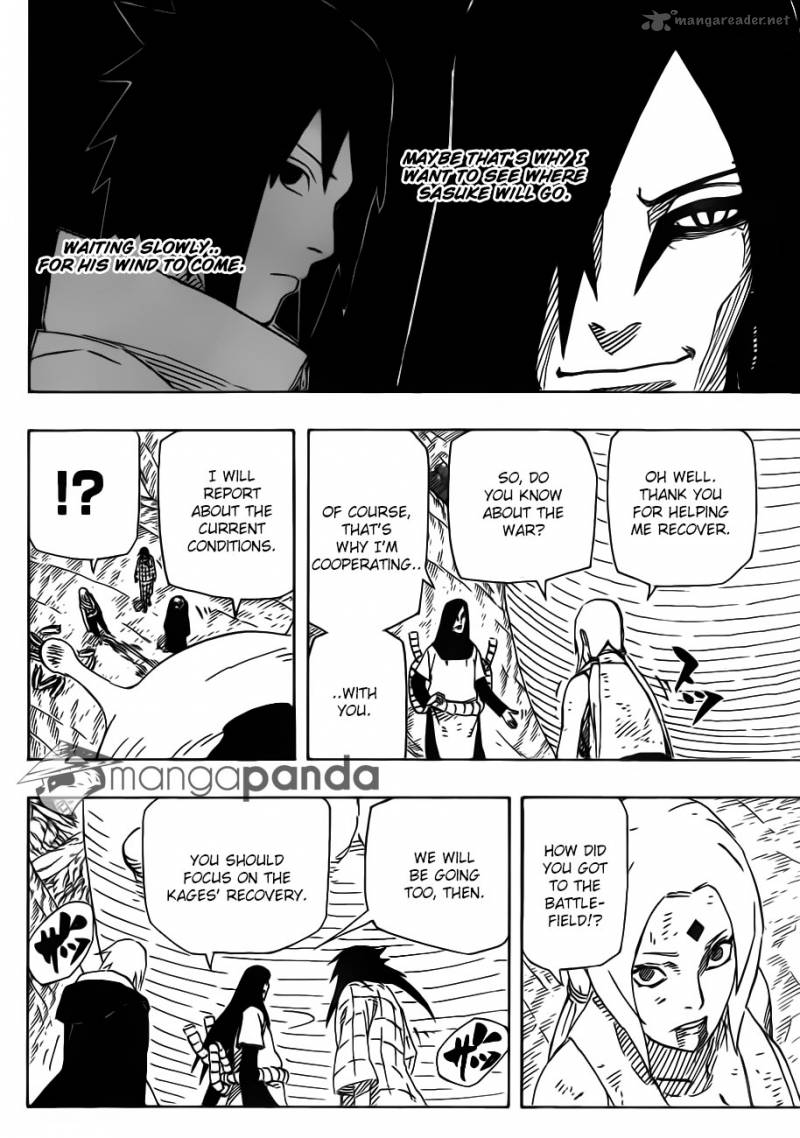 mangareader.net
MAYBE THAT'S WHY I
WANT TO SEE WHERE
SASUKE WILL GO.
WAITING SLOWLY..
FOR HIS WIND TO COME.
OH WELL.
THANK YOU
FOR HELPING
ME RECOVER.
SO, DO
YOU KNOW
ABOUT THE
WAR?
OF COURSE,
THAT'S
WHY I'M
COOPERATING..
..WITH
YOU.
I WILL
REPORT
ABOUT THE
CURRENT
CONDITIONS.
!?
mangapanda
HOW DID
YOU GOT
TO THE
BATTLE-
FIELD!?
WE WILL
BE GOING
TOO, THEN.
YOU SHOULD
FOCUS ON THE
KAGES' RECOVERY.